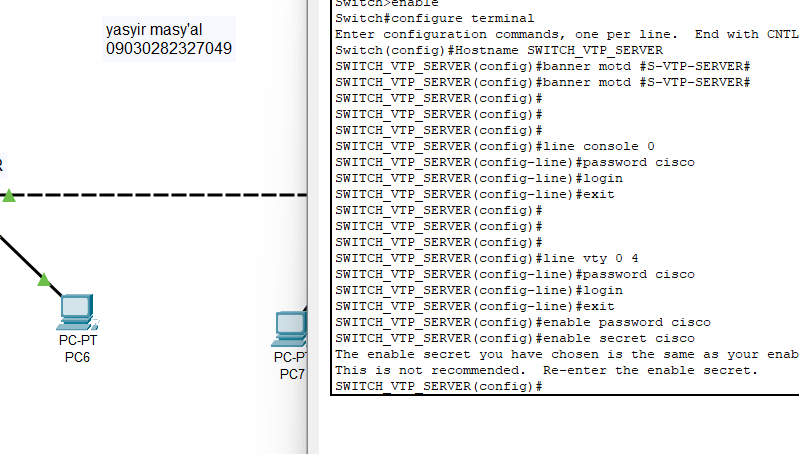 yasyir masy'al
09030282327049
R
PC-PT
PC6
PC-PT
PC7
Switch>enable
Switch#configure terminal
Enter configuration commands, one per line.  End with CNTL
Switch(config)#Hostname SWITCH_VTP_SERVER
SWITCH_VTP_SERVER(config)#banner motd #S-VTP-SERVER#
SWITCH_VTP_SERVER(config)#banner motd #S-VTP-SERVER#
SWITCH_VTP_SERVER(config)#
SWITCH_VTP_SERVER(config)#
SWITCH_VTP_SERVER(config)#
SWITCH_VTP_SERVER(config)#line console 0
SWITCH_VTP_SERVER(config-line)#password cisco
SWITCH_VTP_SERVER(config-line)#login
SWITCH_VTP_SERVER(config-line)#exit
SWITCH_VTP_SERVER(config)#
SWITCH_VTP_SERVER(config)#
SWITCH_VTP_SERVER(config)#
SWITCH_VTP_SERVER(config)#line vty 0 4
SWITCH_VTP_SERVER(config-line)#password cisco
SWITCH_VTP_SERVER(config-line)#login
SWITCH_VTP_SERVER(config-line)#exit
SWITCH_VTP_SERVER(config)#enable password cisco
SWITCH_VTP_SERVER(config)#enable secret cisco
The enable secret you have chosen is the same as your enab
This is not recommended.  Re-enter the enable secret.
SWITCH_VTP_SERVER(config)#